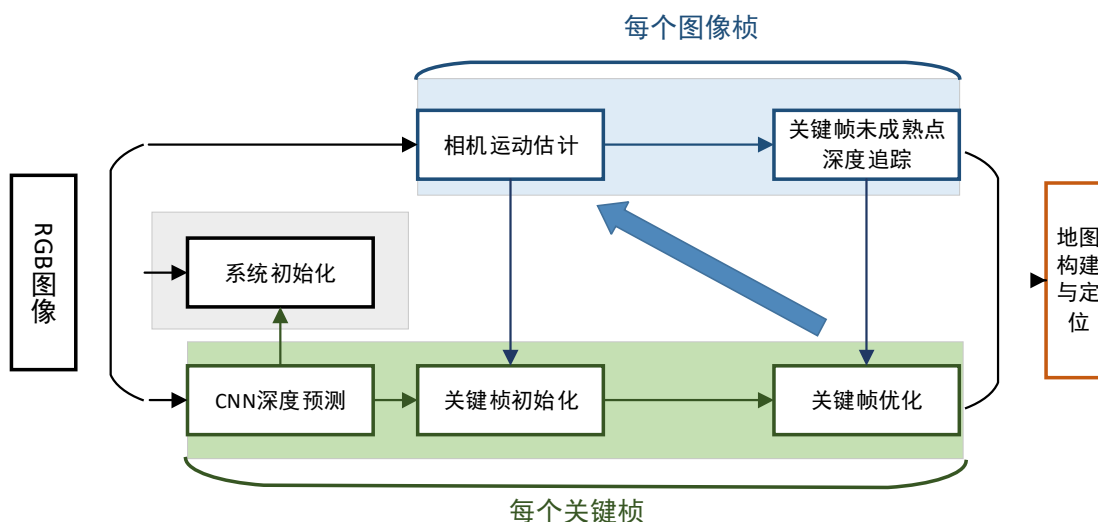 每个图像桢
相机运动估计
关键帧未成熟点
深度追踪
RGB图像
系统初始化
地图
构建
与定
位
CNN深度预测
关键桢初始化
关键帧优化
每个关键桢